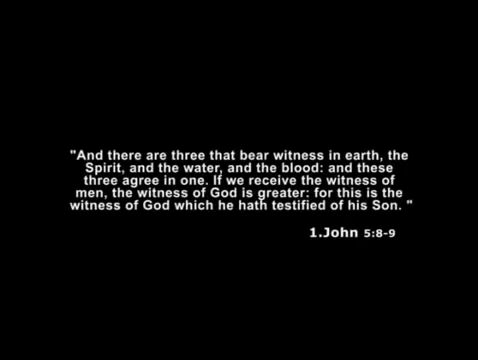 "And there are three that bear witness in earth, the
Spirit, and the water, and the blood: and these
three agree in one. If we receive the witness of
men, the witness of God is greater: for this is the
witness of God which he hath testified of his Son. "
1.John 5:8-9